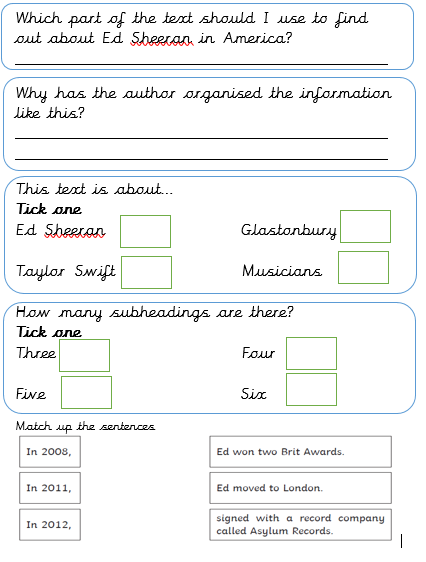 Which part of the text should I use to find
out about Ed Sheeran in America?
Why has the author organised the information
like this?
This text is about...
Tick one
Ed Sheeran Glastonbury
Taylor Swift Musicians
How many subheadings are there?
Tick one
Three Four
Five Six
Match up the sentences
In 2008, Ed won two Brit Awards.
In 2011, Ed moved to London.
In 2012, signed with a record company
called Asylum Records.